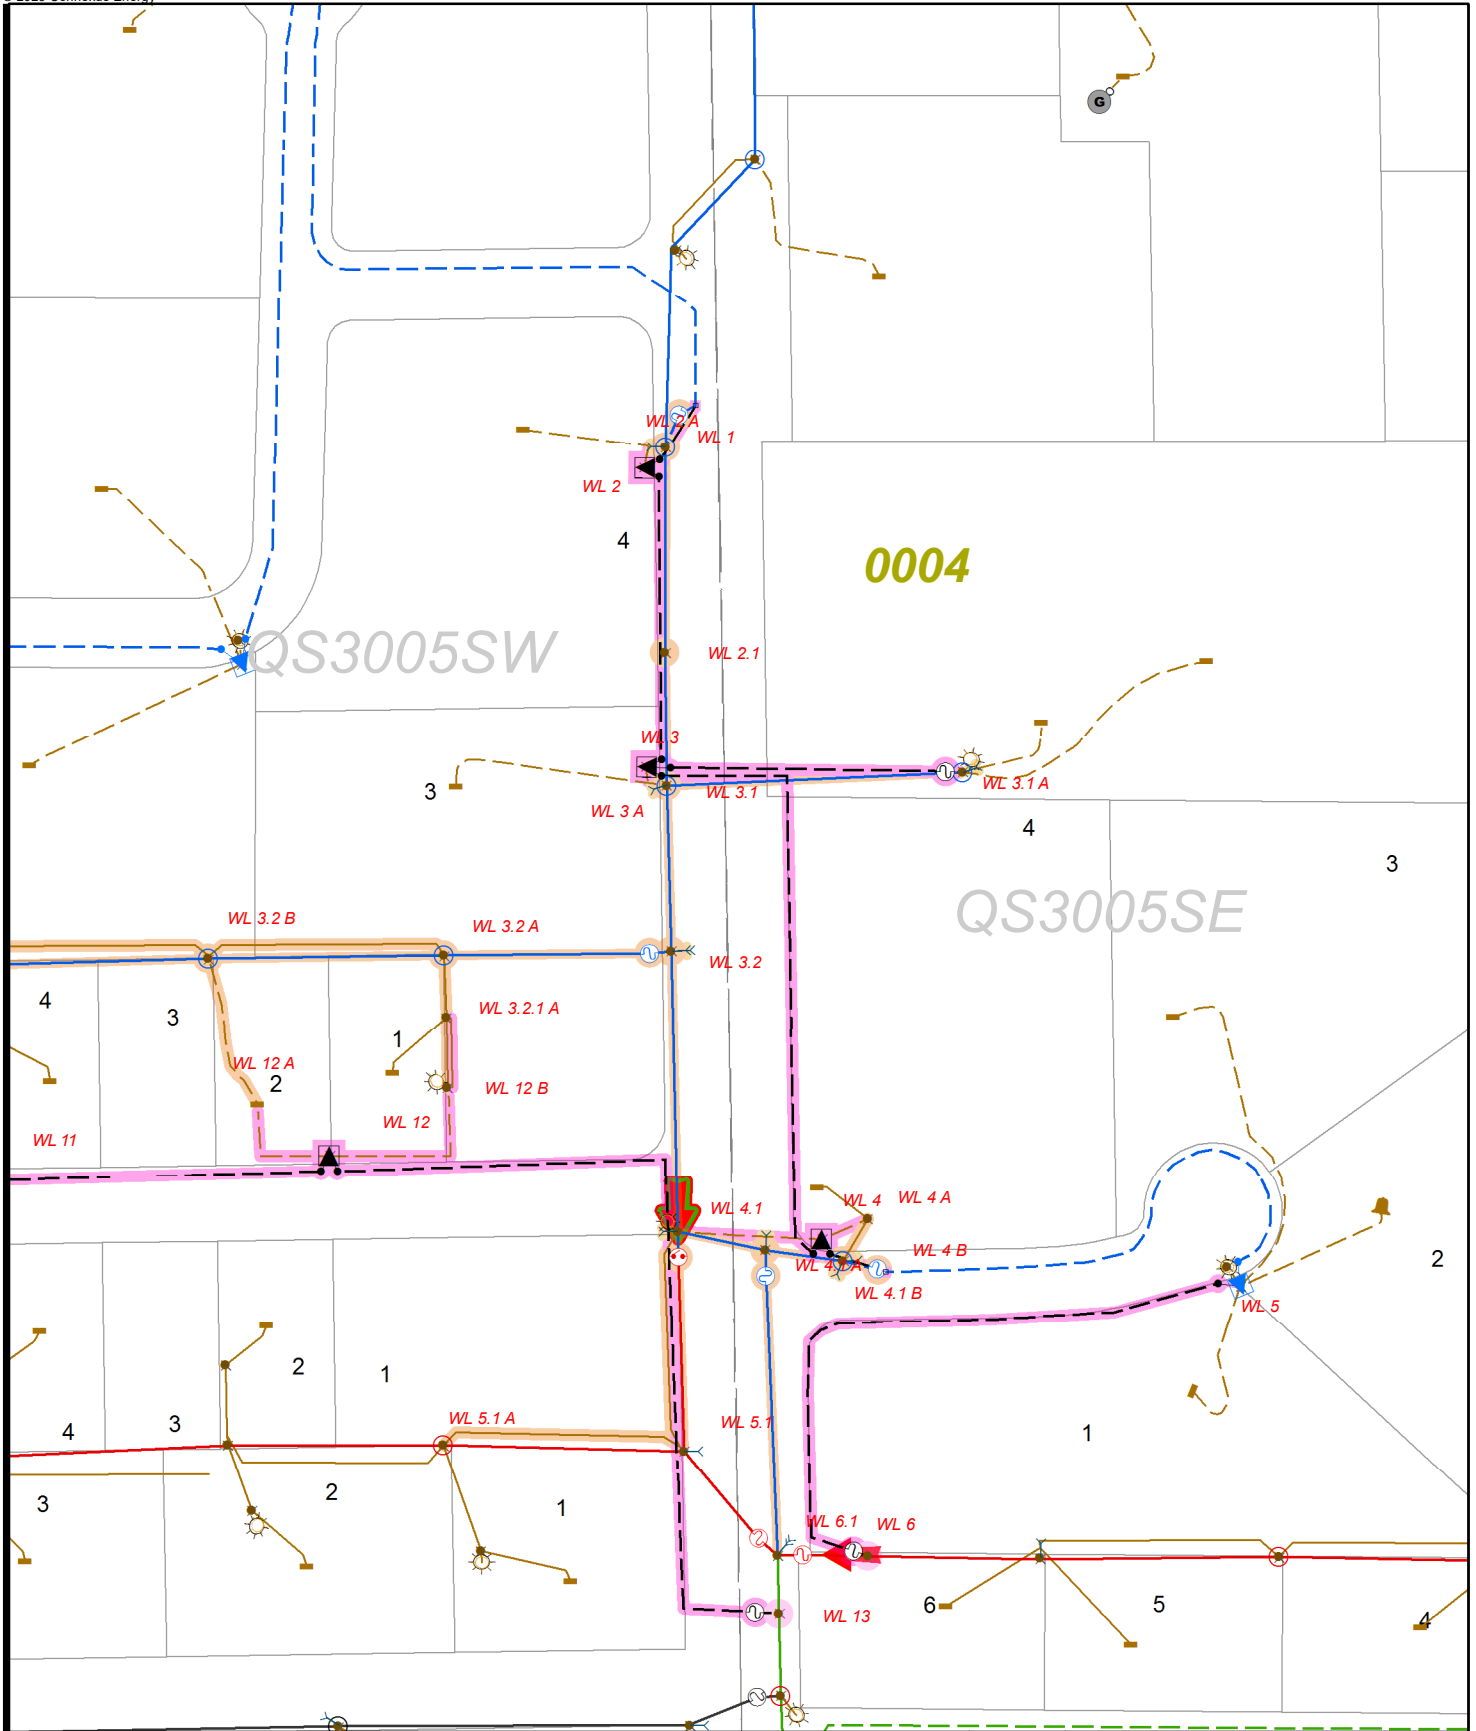 G
WL 2 A
WL 1
WL 2
4
0004
QS3005SW
WL 2.1
WL 3
WL 3.1 A
3
WL 3.1
WL 3 A
4
3
QS3005SE
WL 3.2 B
WL 3.2 A
WL 3.2
4
3
WL 3.2.1 A
1
WL 12 A
2
WL 12 B
WL 12
WL 11
WL 4.1
WL 4
WL 4 A
WL 4 B
2
WL 4.1 B
WL 5
2
1
WL 5.1 A
WL 5.1
3
4
1
2
3
1
WL 6.1
WL 6
6
5
4
WL 13